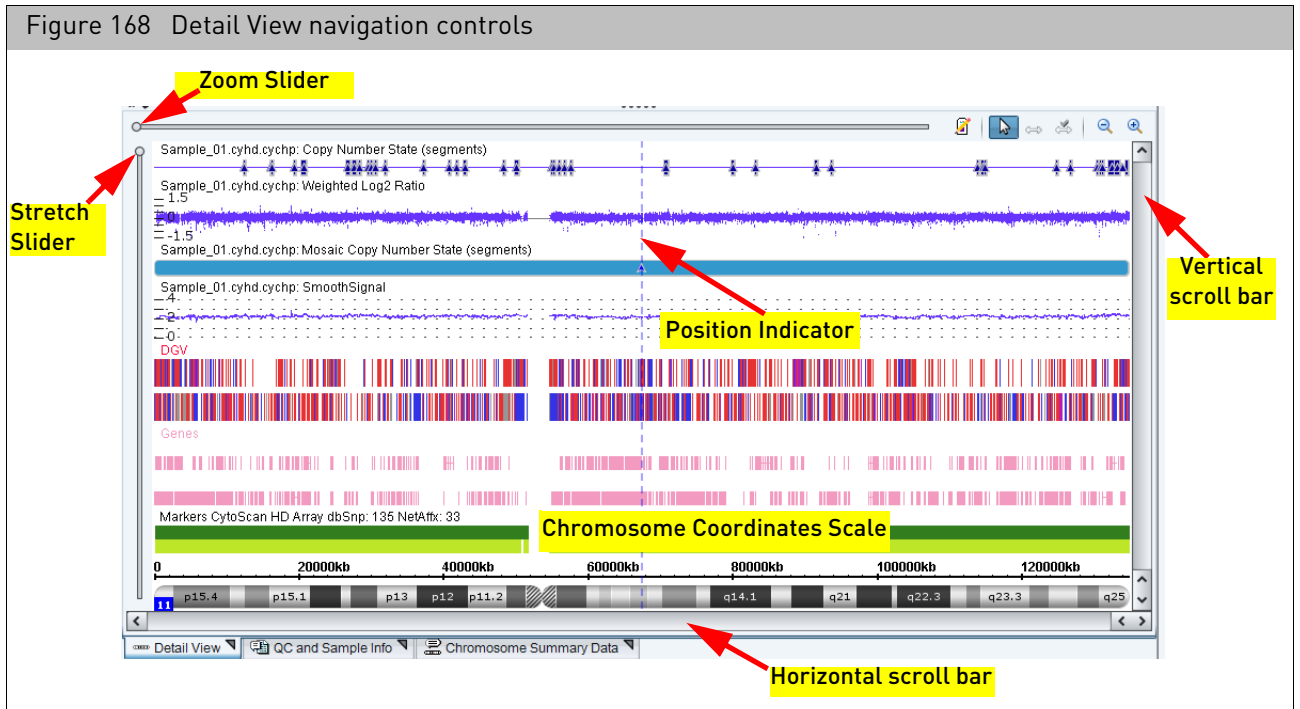 Figure 168 Detail View navigation controls
Zoom Slider
Sample_01.cyhd.cychp: Copy Number State (segments)
Sample_01.cyhd.cychp: Weighted Log2 Ratio
1.5
0
-1.5
Stretch
Slider
Sample_01.cyhd.cychp: Mosaic Copy Number State (segments)
Vertical
scroll bar
Sample_01.cyhd.cychp: SmoothSignal
4
2
0
Position Indicator
DGV
Genes
Markers CytoScan HD Array dbSnp: 135 NetAffx: 33
Chromosome Coordinates Scale
0 20000kb 40000kb 60000kb 80000kb 100000kb 120000kb
11 p15.4 p15.1 p13 p12 p11.2 q14.1 q21 q22.3 q23.3 q25
Detail View QC and Sample Info Chromosome Summary Data
Horizontal scroll bar